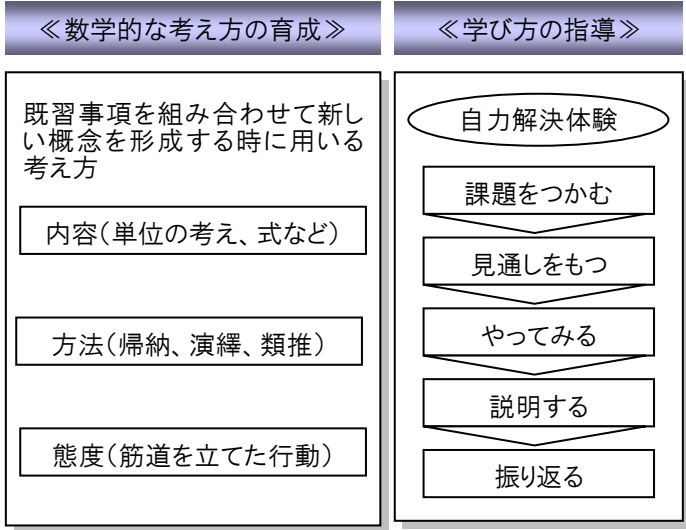 ≪数学的な考え方の育成≫
既習事項を組み合わせて新し
い概念を形成する時に用いる
考え方
内容（単位の考え、式など）
方法（帰納、演繹、類推）
態度（筋道を立てた行動）
≪学び方の指導≫
自力解決体験
課題をつかむ
見通しをもつ
やってみる
説明する
振り返る